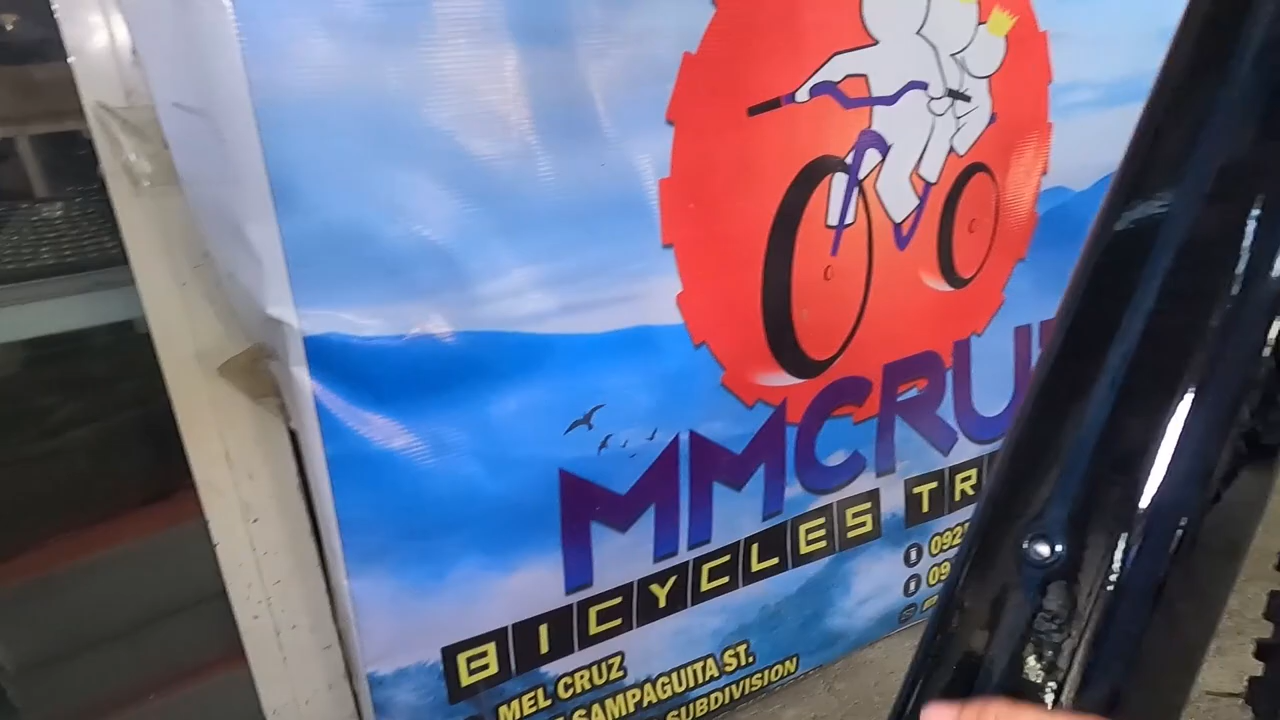 MMCRU
BICYCLES TR
092
09
MEL CRUZ
SAMPAGUITA ST.
SUBDIVISION